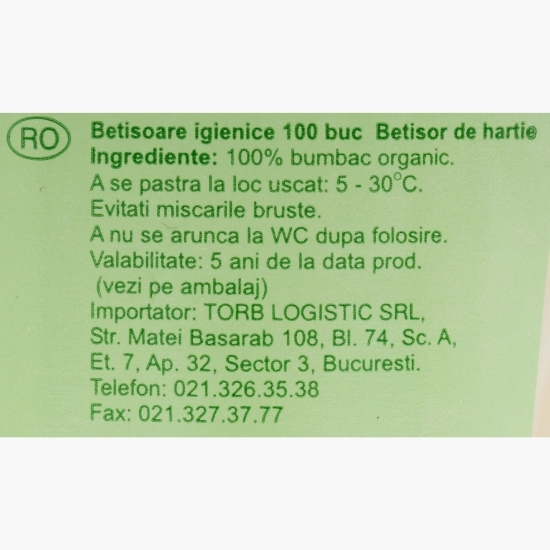 RO
Betisoare igienice 100 buc Betisor de hartie
Ingrediente: 100% bumbac organic.
A se pastra la loc uscat: 5 - 30°C.
Evitati miscarile bruste.
A nu se arunca la WC dupa folosire.
Valabilitate: 5 ani de la data prod.
(vezi pe ambalaj)
Importator: TORB LOGISTIC SRL,
Str. Matei Basarab 108, Bl. 74, Sc. A,
Et. 7, Ap. 32, Sector 3, Bucuresti.
Telefon: 021.326.35.38
Fax: 021.327.37.77